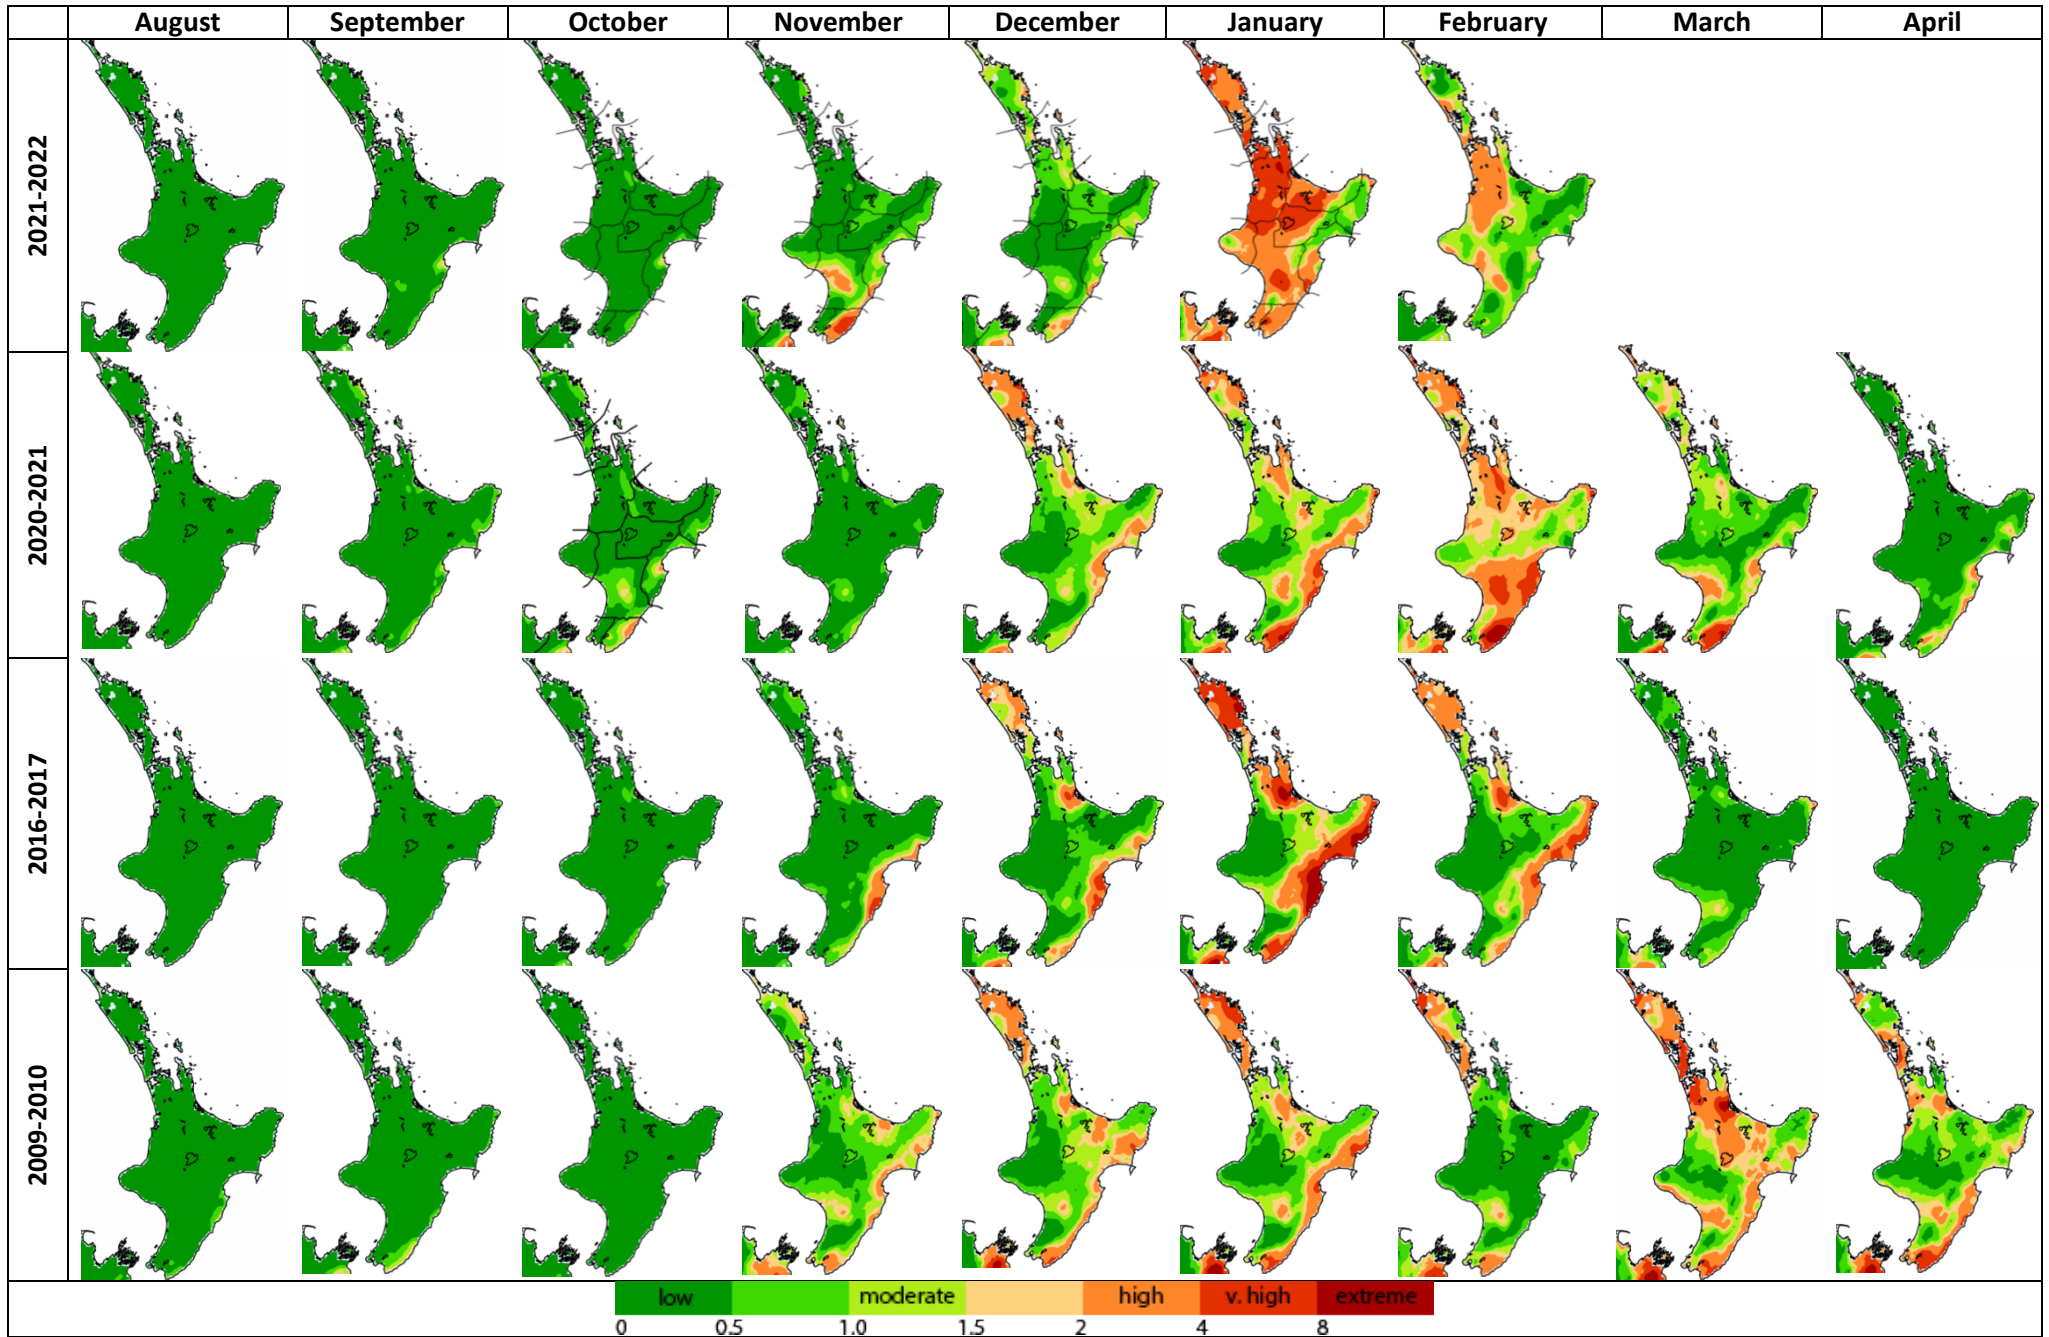 August September October November December January February March April
2021-2022
2020-2021
2016-2017
2009-2010
low moderate high v. high extreme
0 0.5 1.0 1.5 2 4 8